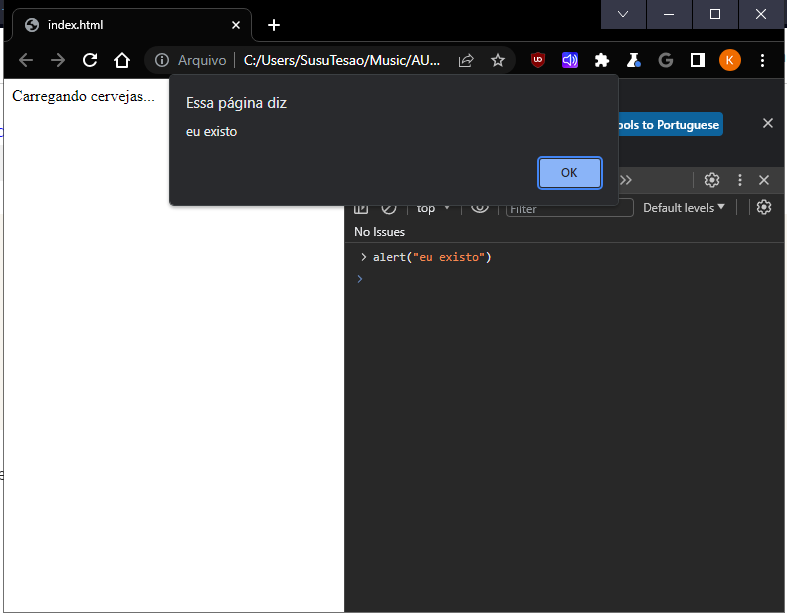 index.html
Arquivo C:/Users/SusuTesao/Music/AU...
K
Carregando cervejas...
Essa página diz
eu existo
OK
ols to Portuguese
top
Filter
Default levels
No Issues
alert("eu existo")